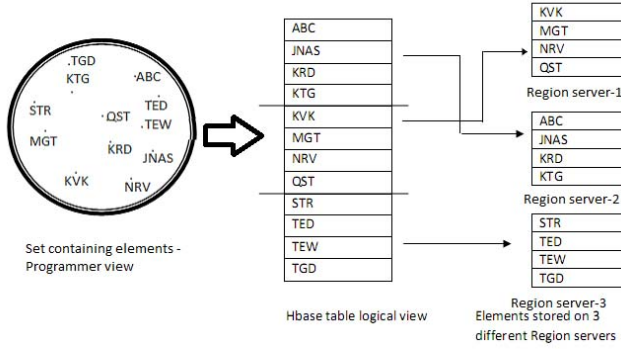 .TGD
KTG
.ABC
STR
.QST
TED
.TEW
MGT
KRD
JNAS
KVK
NRV
Set containing elements -
Programmer view
ABC
JNAS
KRD
KTG
KVK
MGT
NRV
QST
STR
TED
TEW
TGD
Hbase table logical view
KVK
MGT
NRV
QST
Region server-1
ABC
JNAS
KRD
KTG
Region server-2
STR
TED
TEW
TGD
Region server-3
Elements stored on 3
different Region servers